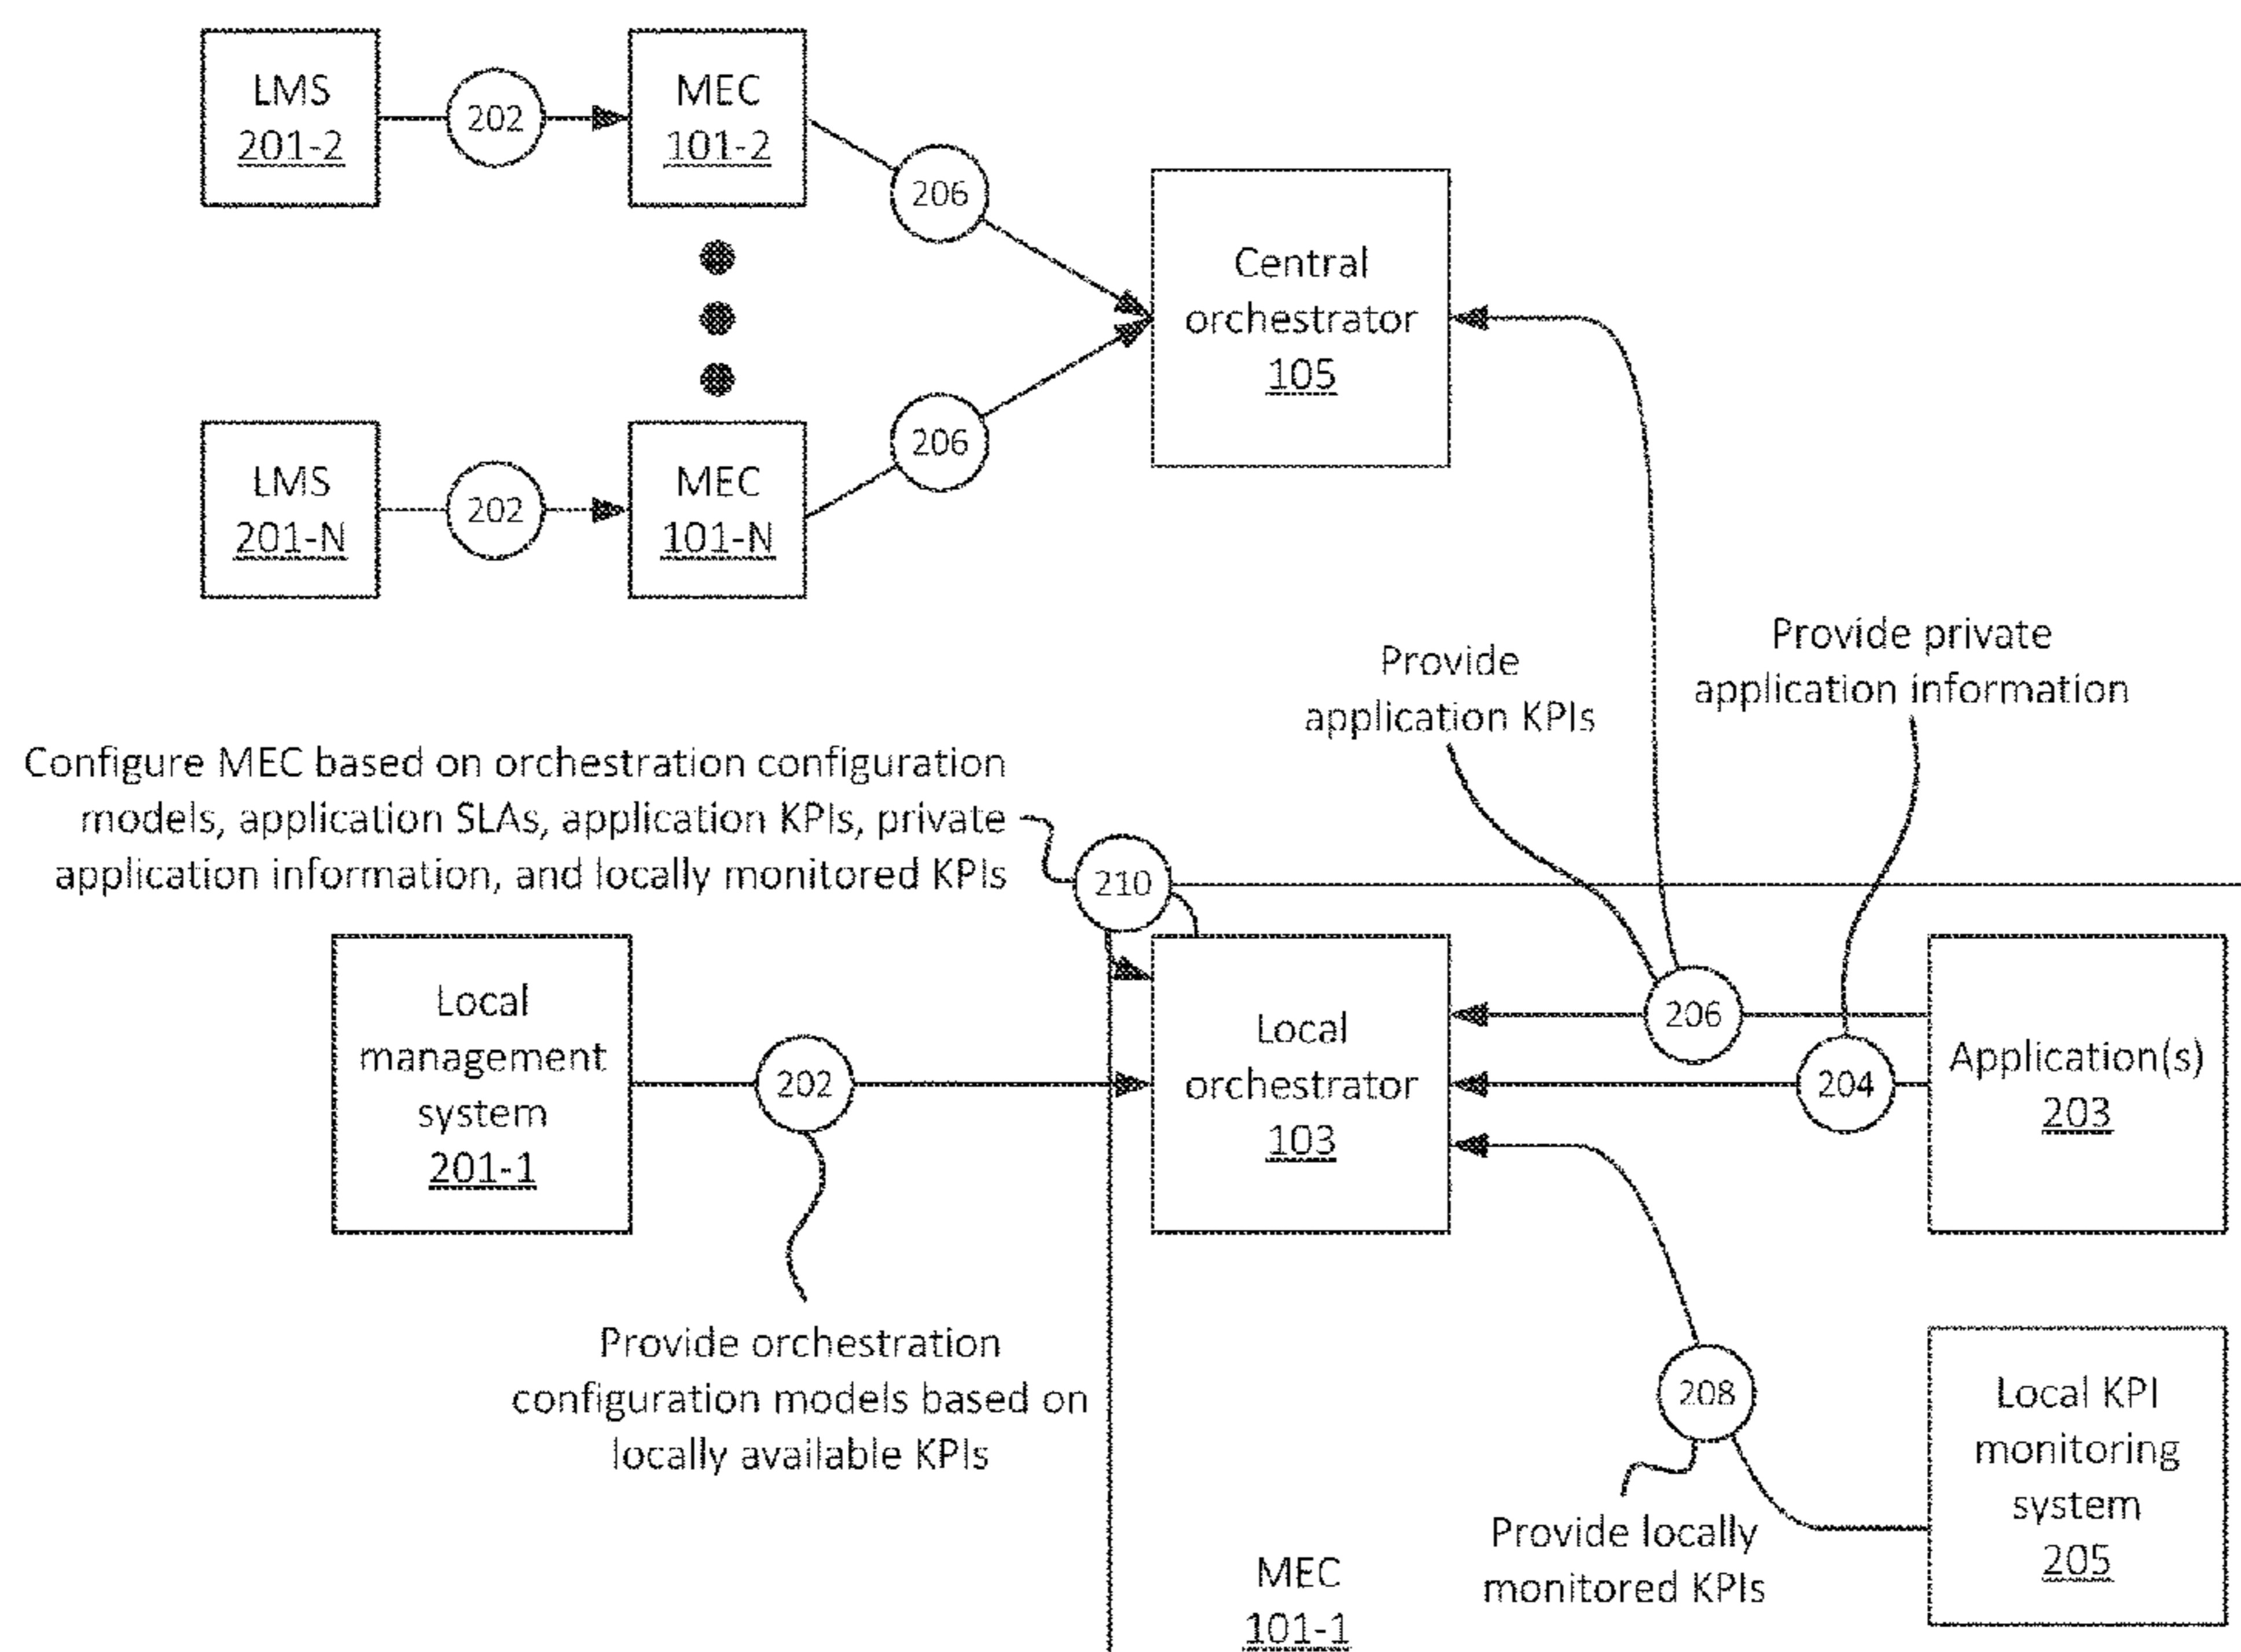 LMS
201-2
202
MEC
101-2
206
Central
orchestrator
105
LMS
201-N
202
MEC
101-N
206
Provide
application KPIs
Provide private
application information
Configure MEC based on orchestration configuration
models, application SLAs, application KPIs, private
application information, and locally monitored KPIs
210
Local
management
system
201-1
202
Local
orchestrator
103
206
204
Application(s)
203
Provide orchestration
configuration models based on
locally available KPIs
208
Provide locally
monitored KPIs
Local KPI
monitoring
system
205
MEC
101-1